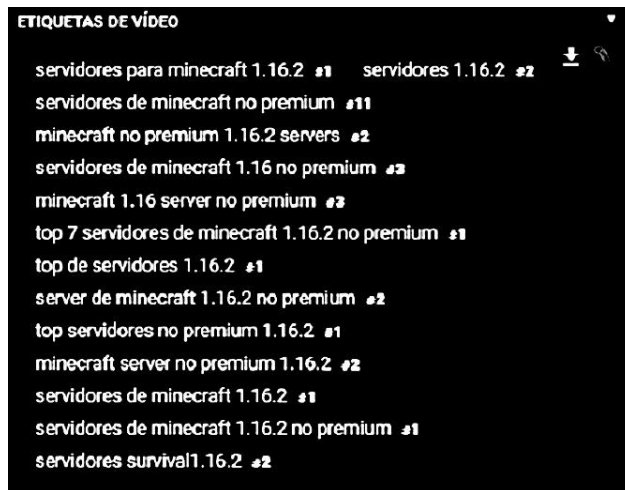 ETIQUETAS DE VÍDEO
servidores para minecraft 1.16.2 #1 servidores 1.16.2 #2
servidores de minecraft no premium #11
minecraft no premium 1.16.2 servers #2
servidores de minecraft 1.16 no premium #3
minecraft 1.16 server no premium #3
top 7 servidores de minecraft 1.16.2 no premium #1
top de servidores 1.16.2 #1
server de minecraft 1.16.2 no premium #2
top servidores no premium 1.16.2 #1
minecraft server no premium 1.16.2 #2
servidores de minecraft 1.16.2 #1
servidores de minecraft 1.16.2 no premium #1
servidores survival1.16.2 #2